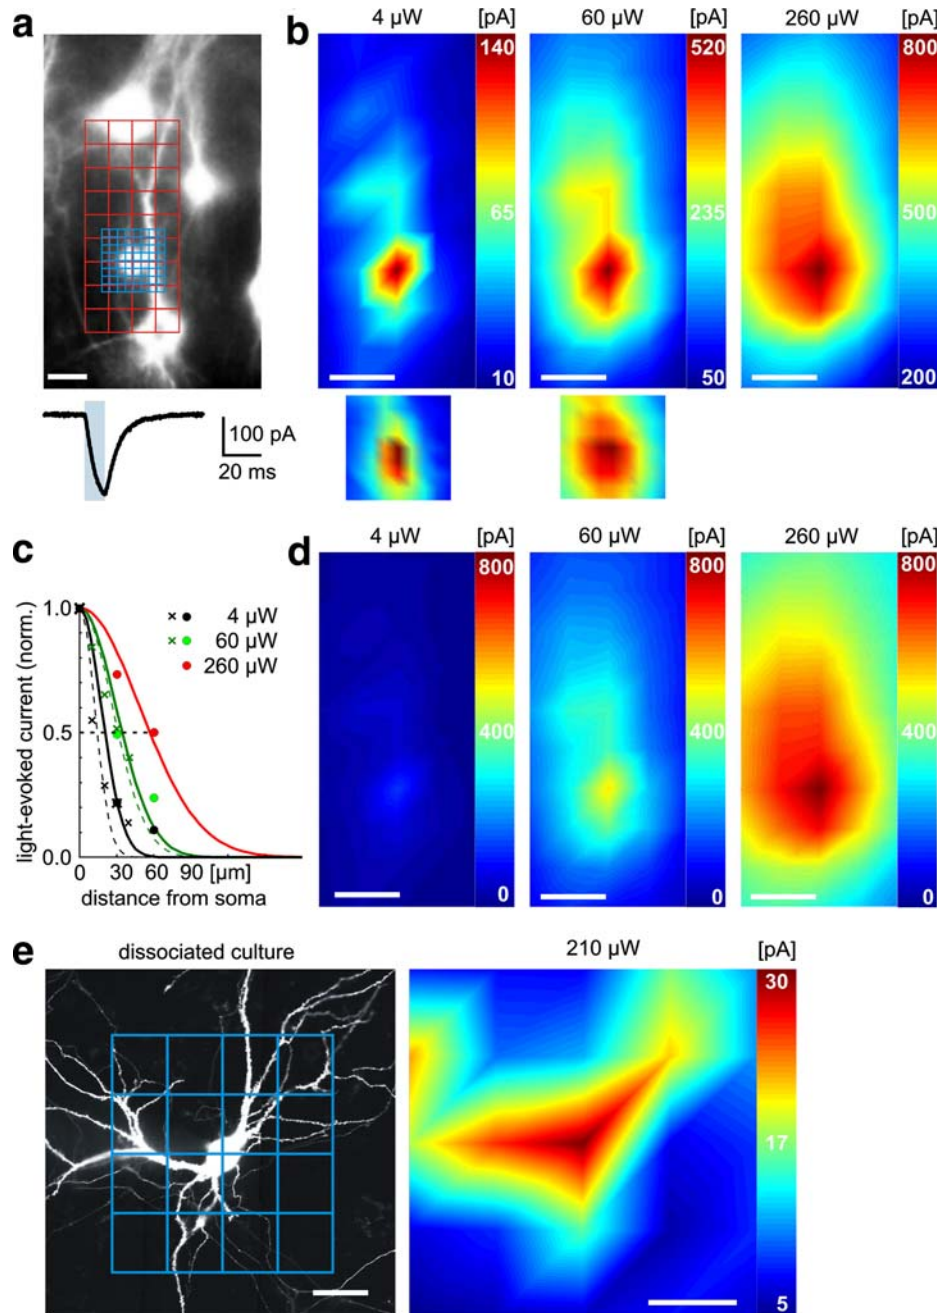 a
b
4 µW [pA]
60 µW [pA]
260 µW [pA]
140
65
10
520
235
50
800
500
200
100 pA
20 ms
c
light-evoked current (norm.)
1.0
0.5
0.0
0 30 60 90 [µm]
distance from soma
4 µW
60 µW
260 µW
d
4 µW [pA]
60 µW [pA]
260 µW [pA]
800
400
0
800
400
0
800
400
0
e
dissociated culture
210 µW [pA]
30
17
5